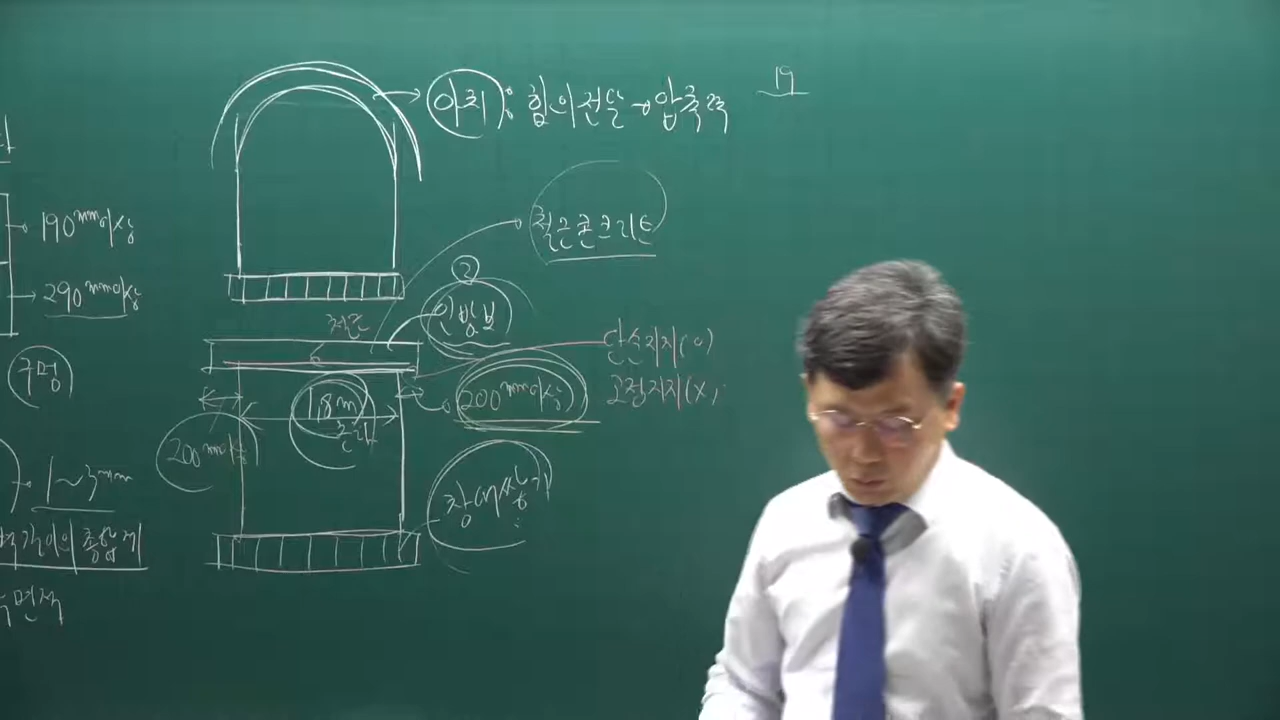 190mm이상
290mm이상
구멍
1~3mm
면적
아치: 힘의 전달→압축력
19
철근콘크리트
②
인방보
철근
단순지지(O)
고정지지(X)
200mm이상
1.8m
200mm이상
창대쌓기